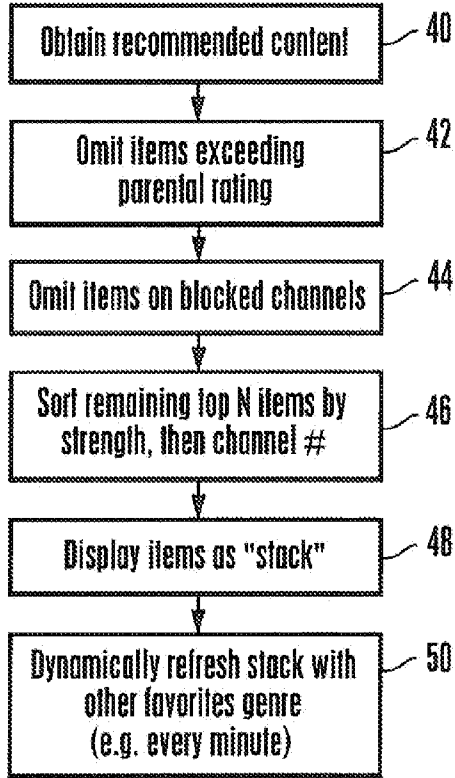 Obtain recommended content
40
Omit items exceeding
parental rating
42
Omit items on blocked channels
44
Sort remaining top N items by
strength, then channel #
46
Display items as "stack"
48
Dynamically refresh stack with
other favorites genre
(e.g. every minute)
50